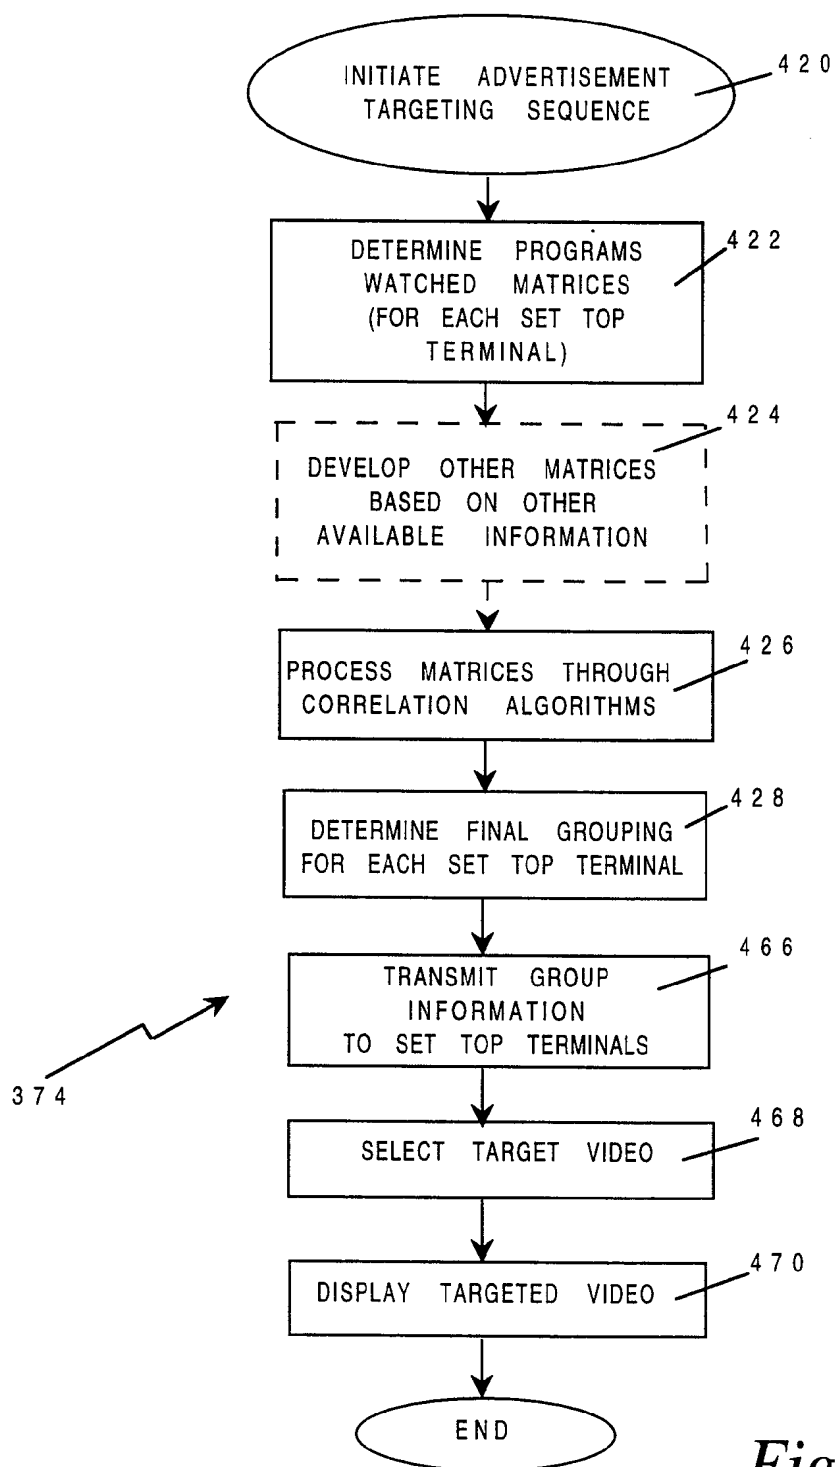 INITIATE ADVERTISEMENT
TARGETING SEQUENCE
420
DETERMINE PROGRAMS
WATCHED MATRICES
(FOR EACH SET TOP
TERMINAL)
422
424
DEVELOP OTHER MATRICES
BASED ON OTHER
AVAILABLE INFORMATION
426
PROCESS MATRICES THROUGH
CORRELATION ALGORITHMS
428
DETERMINE FINAL GROUPING
FOR EACH SET TOP TERMINAL
466
TRANSMIT GROUP
INFORMATION
TO SET TOP TERMINALS
374
468
SELECT TARGET VIDEO
470
DISPLAY TARGETED VIDEO
END